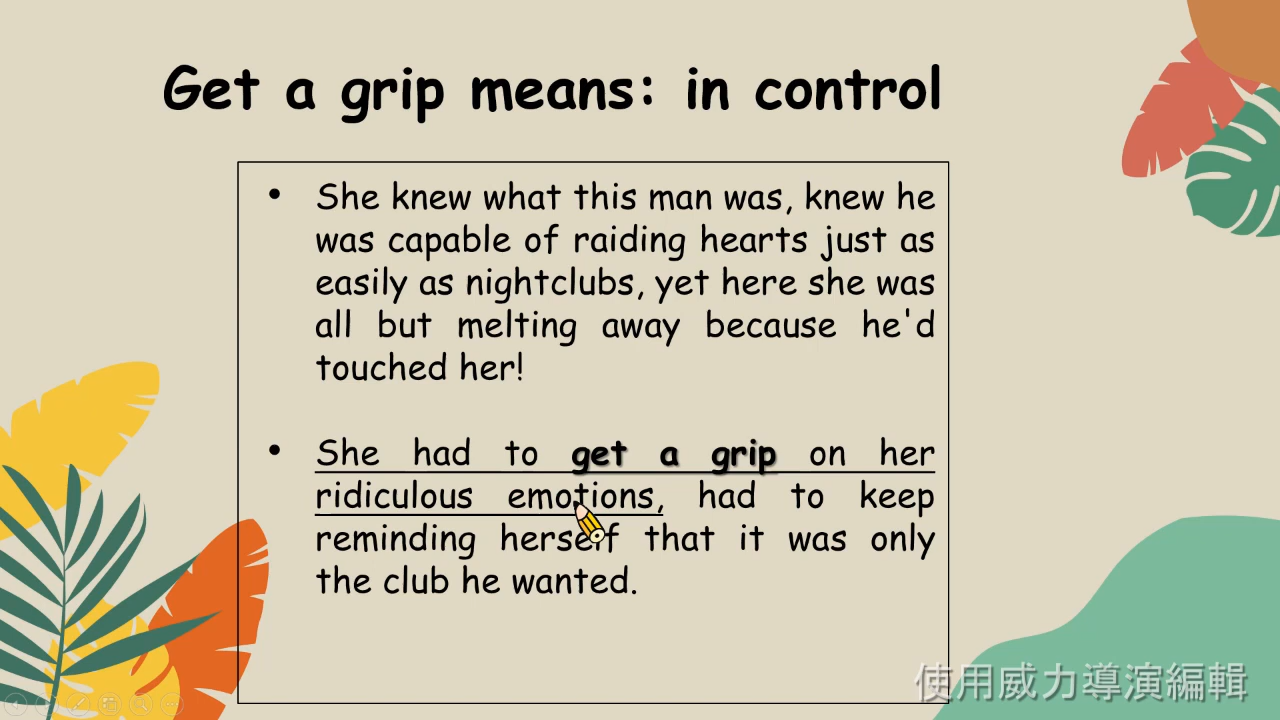 Get a grip means: in control
• She knew what this man was, knew he
was capable of raiding hearts just as
easily as nightclubs, yet here she was
all but melting away because he'd
touched her!
• She had to get a grip on her
ridiculous emotions, had to keep
reminding herself that it was only
the club he wanted.
使用威力導演編輯